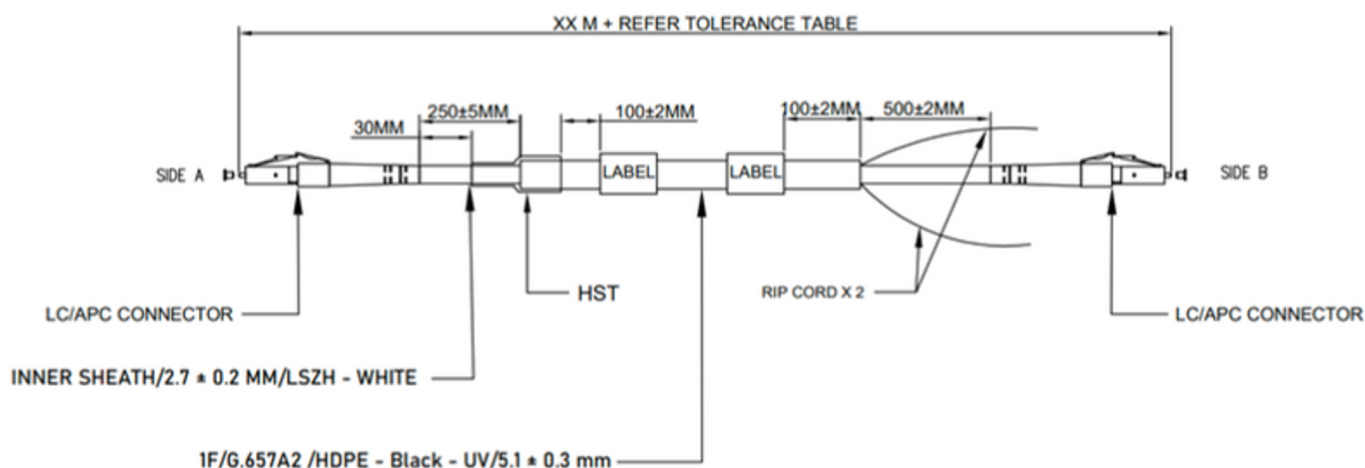 XX M + REFER TOLERANCE TABLE
250±5MM
100±2MM
100±2MM
500±2MM
30MM
SIDE A
LABEL
LABEL
SIDE B
HST
RIP CORD X 2
LC/APC CONNECTOR
LC/APC CONNECTOR
INNER SHEATH/2.7 ± 0.2 MM/LSZH - WHITE
1F/G.657A2 /HDPE - Black - UV/5.1 ± 0.3 mm